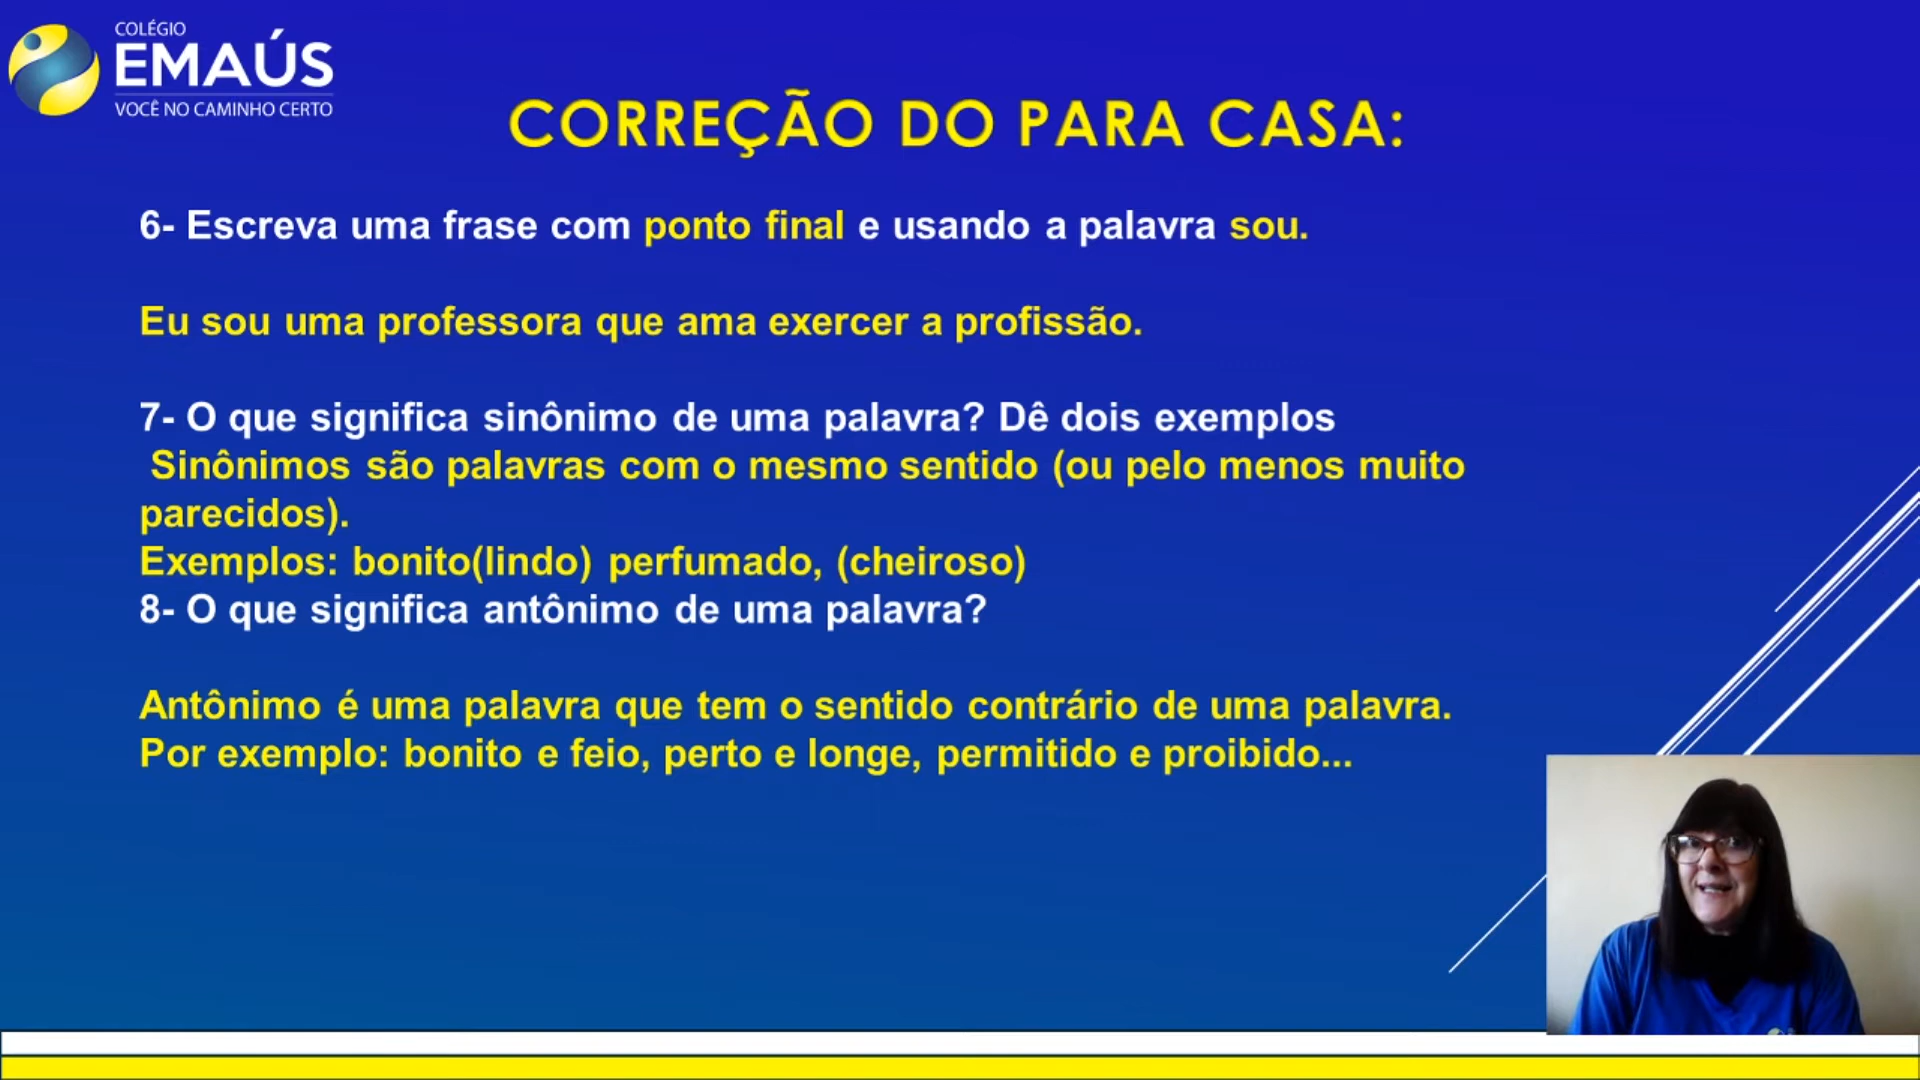 COLÉGIO
EMAÚS
VOCÊ NO CAMINHO CERTO
CORREÇÃO DO PARA CASA:
6- Escreva uma frase com ponto final e usando a palavra sou.
Eu sou uma professora que ama exercer a profissão.
7- O que significa sinônimo de uma palavra? Dê dois exemplos
Sinônimos são palavras com o mesmo sentido (ou pelo menos muito
parecidos).
Exemplos: bonito(lindo) perfumado, (cheiroso)
8- O que significa antônimo de uma palavra?
Antônimo é uma palavra que tem o sentido contrário de uma palavra.
Por exemplo: bonito e feio, perto e longe, permitido e proibido...